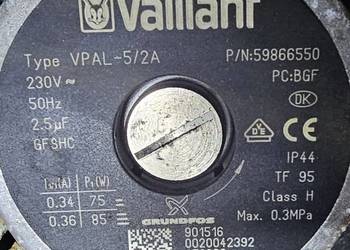 Vaillant
Type VPAL-5/2A P/N:59866550
230V~ PC:BGF
50Hz DK
2.5µF
GFSHC
IP44
I1/1(A) P1(W) TF 95
0.34 75 Class H
0.36 85 GRUNDFOS Max. 0.3MPa
901516
0020042392